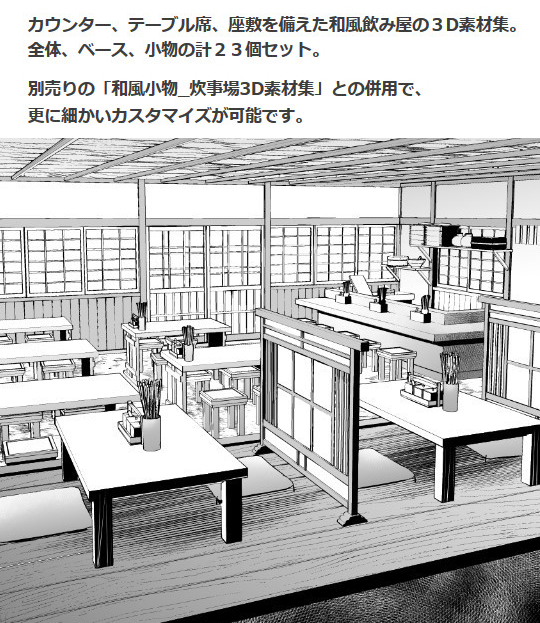 カウンター、テーブル席、座敷を備えた和風飲み屋の３D素材集。
全体、ベース、小物の計２３個セット。
別売りの「和風小物_炊事場3D素材集」との併用で、
更に細かいカスタマイズが可能です。